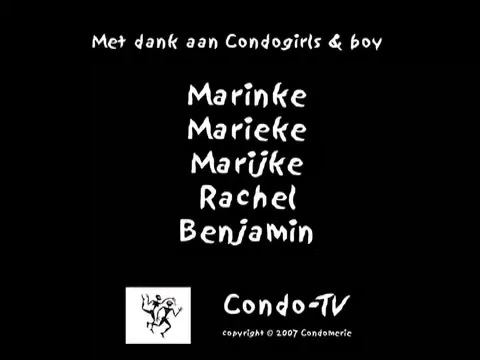 Met dank aan Condogirls & boy
Marinke
Marieke
Marijke
Rachel
Benjamin
Condo-TV
copyright © 2007 Condomerie